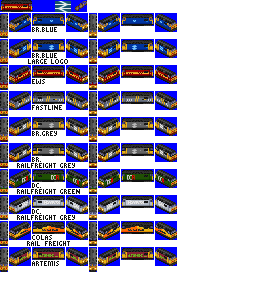 BR.BLUE
BR.BLUE
LARGE LOGO
EWS
FASTLINE
BR.GREY
BR.
RAILFREIGHT GREY
DC.
RAILFREIGHT GREEN
DC.
RAILFREIGHT GREY
COLAS
RAIL FREIGHT
ARTEMIS